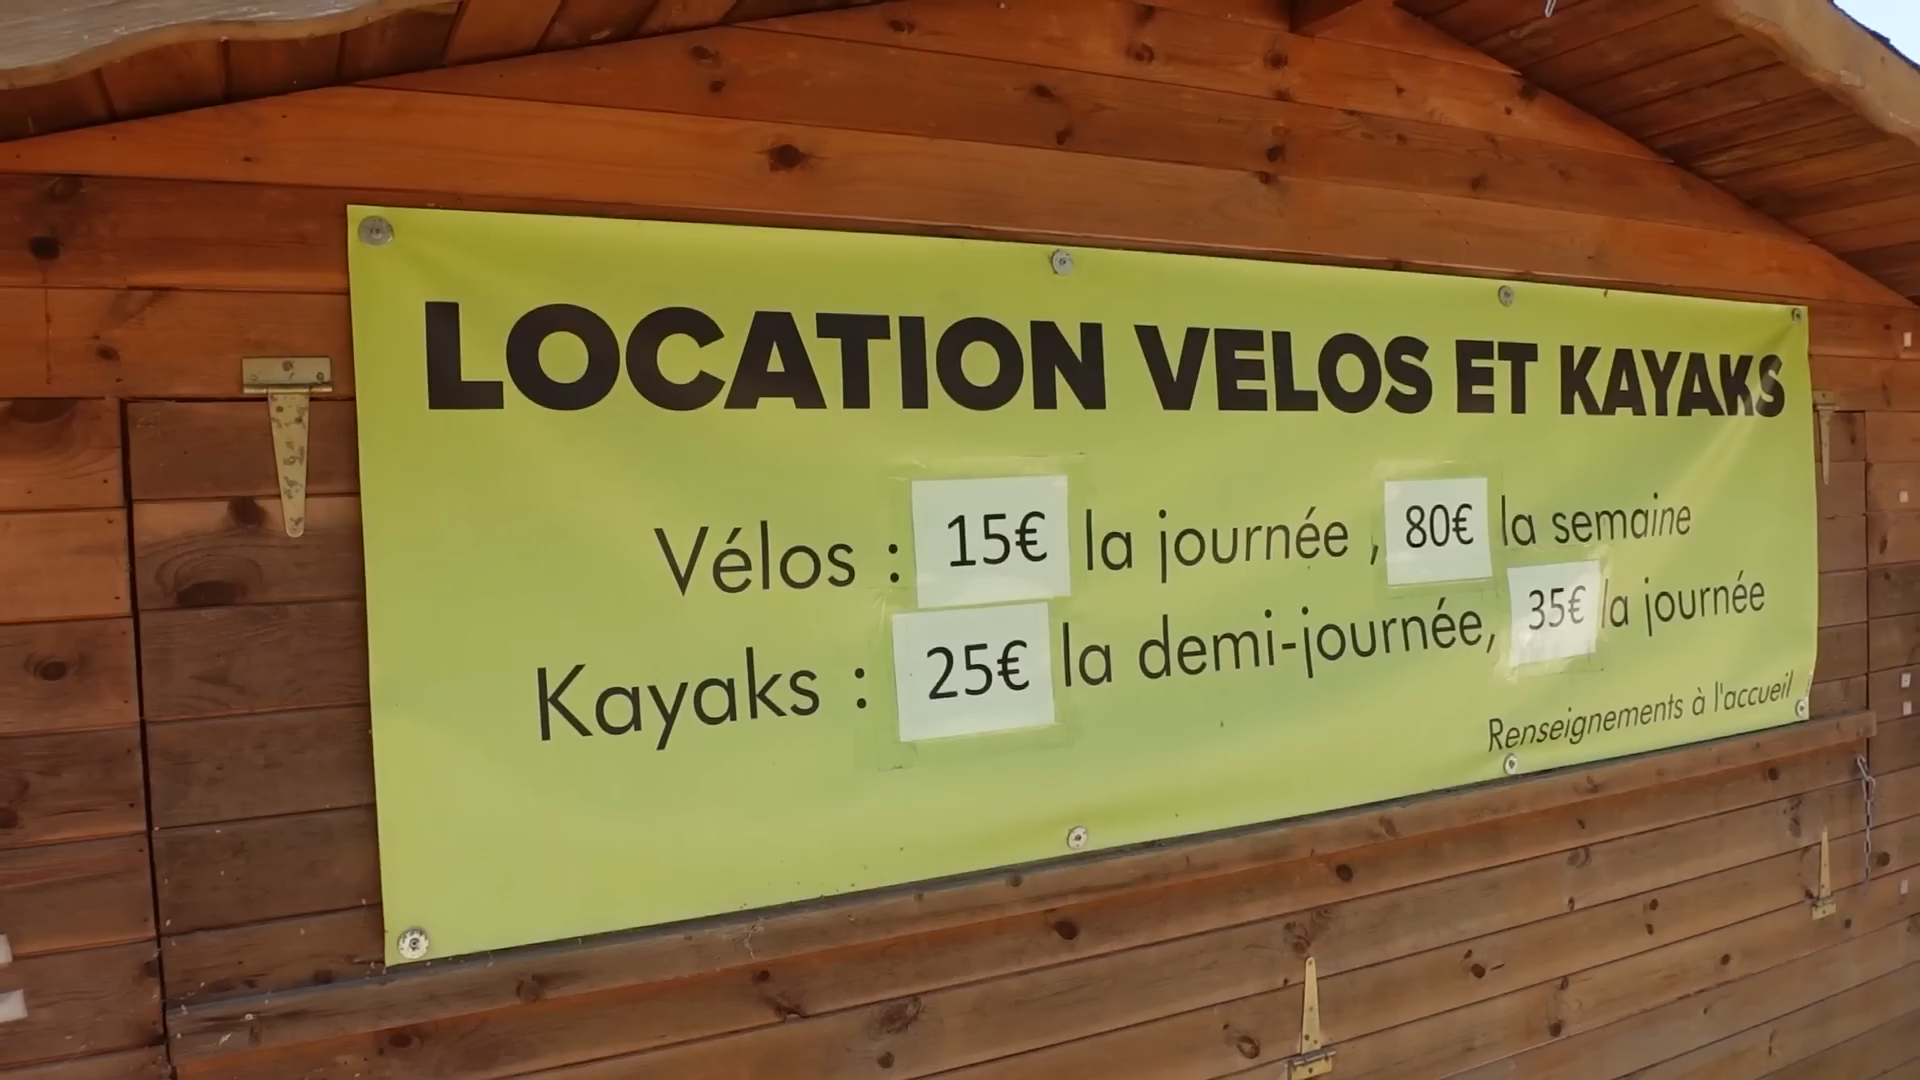 LOCATION VELOS ET KAYAKS
Vélos : 15€ la journée , 80€ la semaine
Kayaks : 25€ la demi-journée, 35€ la journée
Renseignements à l'accueil